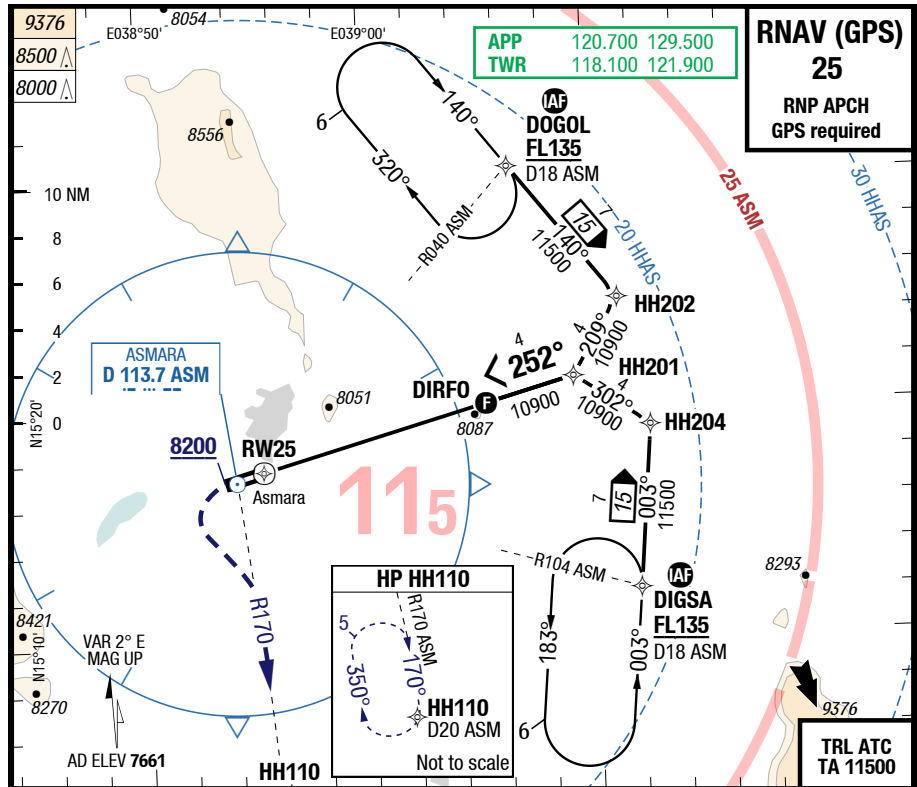 9376
8500
8000
8054
E038°50'
E039°00'
APP 120.700 129.500
TWR 118.100 121.900
RNAV (GPS)
25
RNP APCH
GPS required
8556
6
140°
320°
IAF
DOGOL
FL135
D18 ASM
R040 ASM
7
15
140°
11500
20 HHAS
25 ASM
30 HHAS
10 NM
8
6
4
2
0
N15°20'
HH202
4
209°
10900
HH201
4
302°
10900
HH204
4
252°
10900
DIRFO
F
8087
8051
ASMARA
D 113.7 ASM
8200
RW25
Asmara
115
7
15
003°
11500
R104 ASM
IAF
DIGSA
FL135
D18 ASM
183°
003°
6
8293
9376
R170
HP HH110
R170 ASM
5
350°
170°
HH110
D20 ASM
Not to scale
HH110
8421
N15°10'
8270
VAR 2° E
MAG UP
AD ELEV 7661
TRL ATC
TA 11500